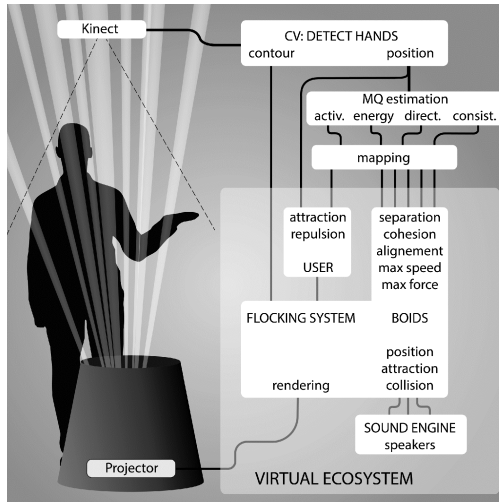 Kinect
CV: DETECT HANDS
contour position
MQ estimation
activ. energy direct. consist.
mapping
attraction
repulsion
USER
separation
cohesion
alignement
max speed
max force
FLOCKING SYSTEM BOIDS
position
attraction
rendering collision
SOUND ENGINE
speakers
Projector
VIRTUAL ECOSYSTEM